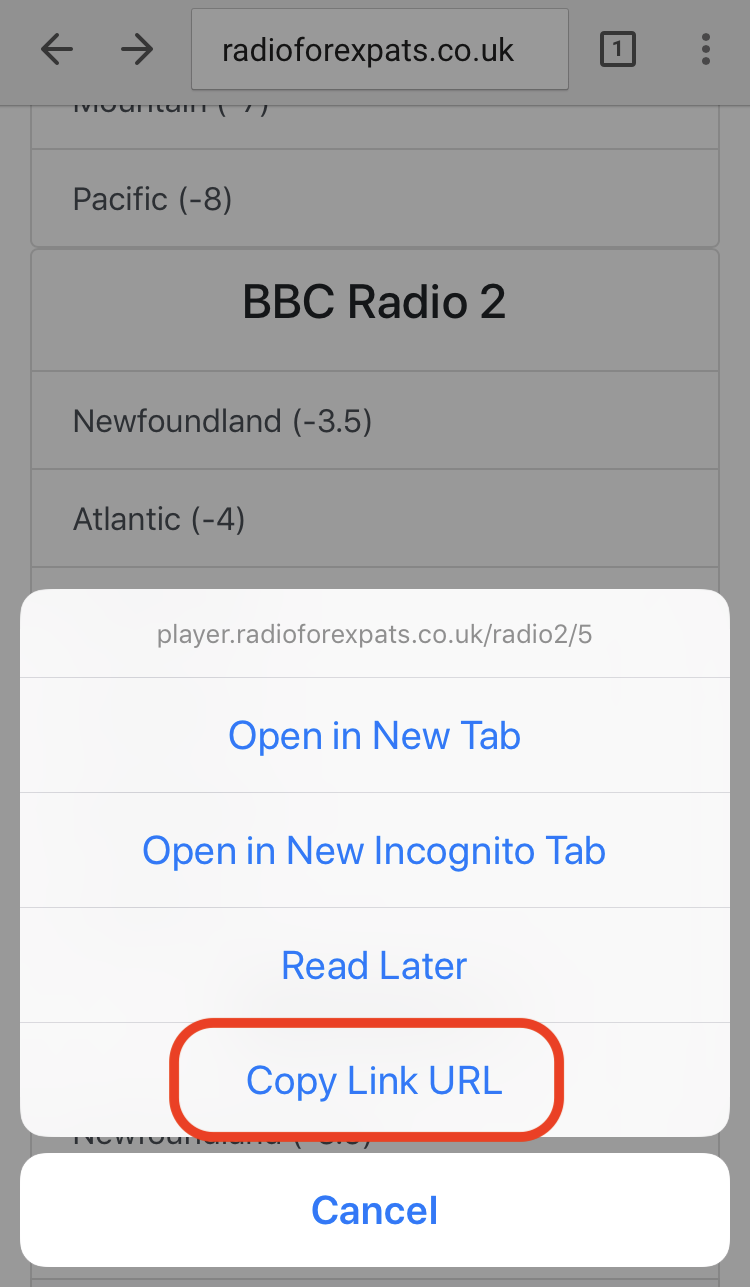 radioforexpats.co.uk
1
Mountain (-7)
Pacific (-8)
BBC Radio 2
Newfoundland (-3.5)
Atlantic (-4)
player.radioforexpats.co.uk/radio2/5
Open in New Tab
Open in New Incognito Tab
Read Later
Copy Link URL
Newfoundland (-3.5)
Cancel